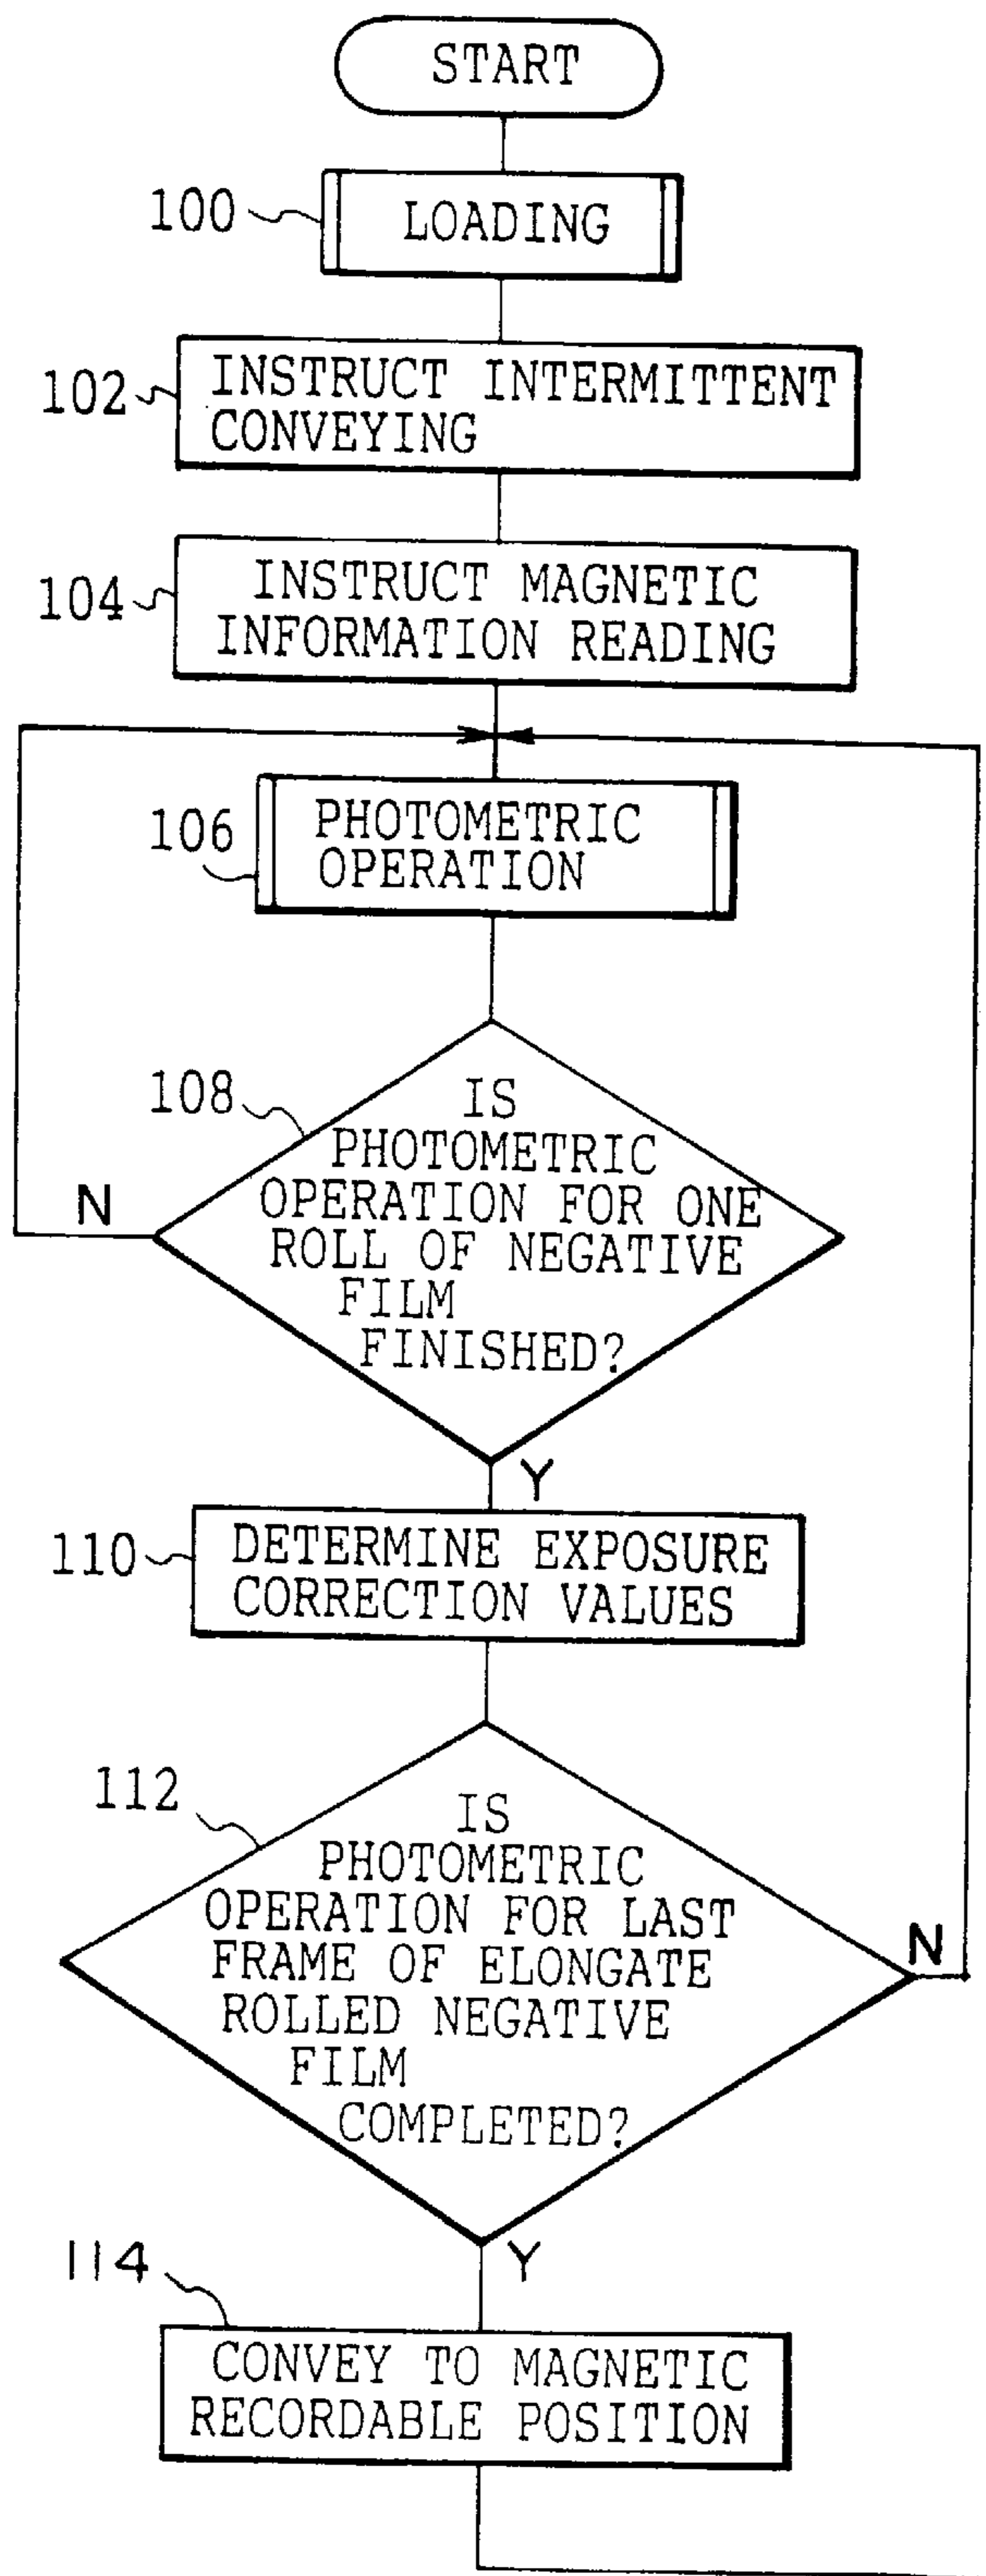 START
100
LOADING
102
INSTRUCT INTERMITTENT
CONVEYING
104
INSTRUCT MAGNETIC
INFORMATION READING
106
PHOTOMETRIC
OPERATION
108
IS
PHOTOMETRIC
OPERATION FOR ONE
ROLL OF NEGATIVE
FILM
FINISHED?
N
Y
110
DETERMINE EXPOSURE
CORRECTION VALUES
112
IS
PHOTOMETRIC
OPERATION FOR LAST
FRAME OF ELONGATE
ROLLED NEGATIVE
FILM
COMPLETED?
N
Y
114
CONVEY TO MAGNETIC
RECORDABLE POSITION